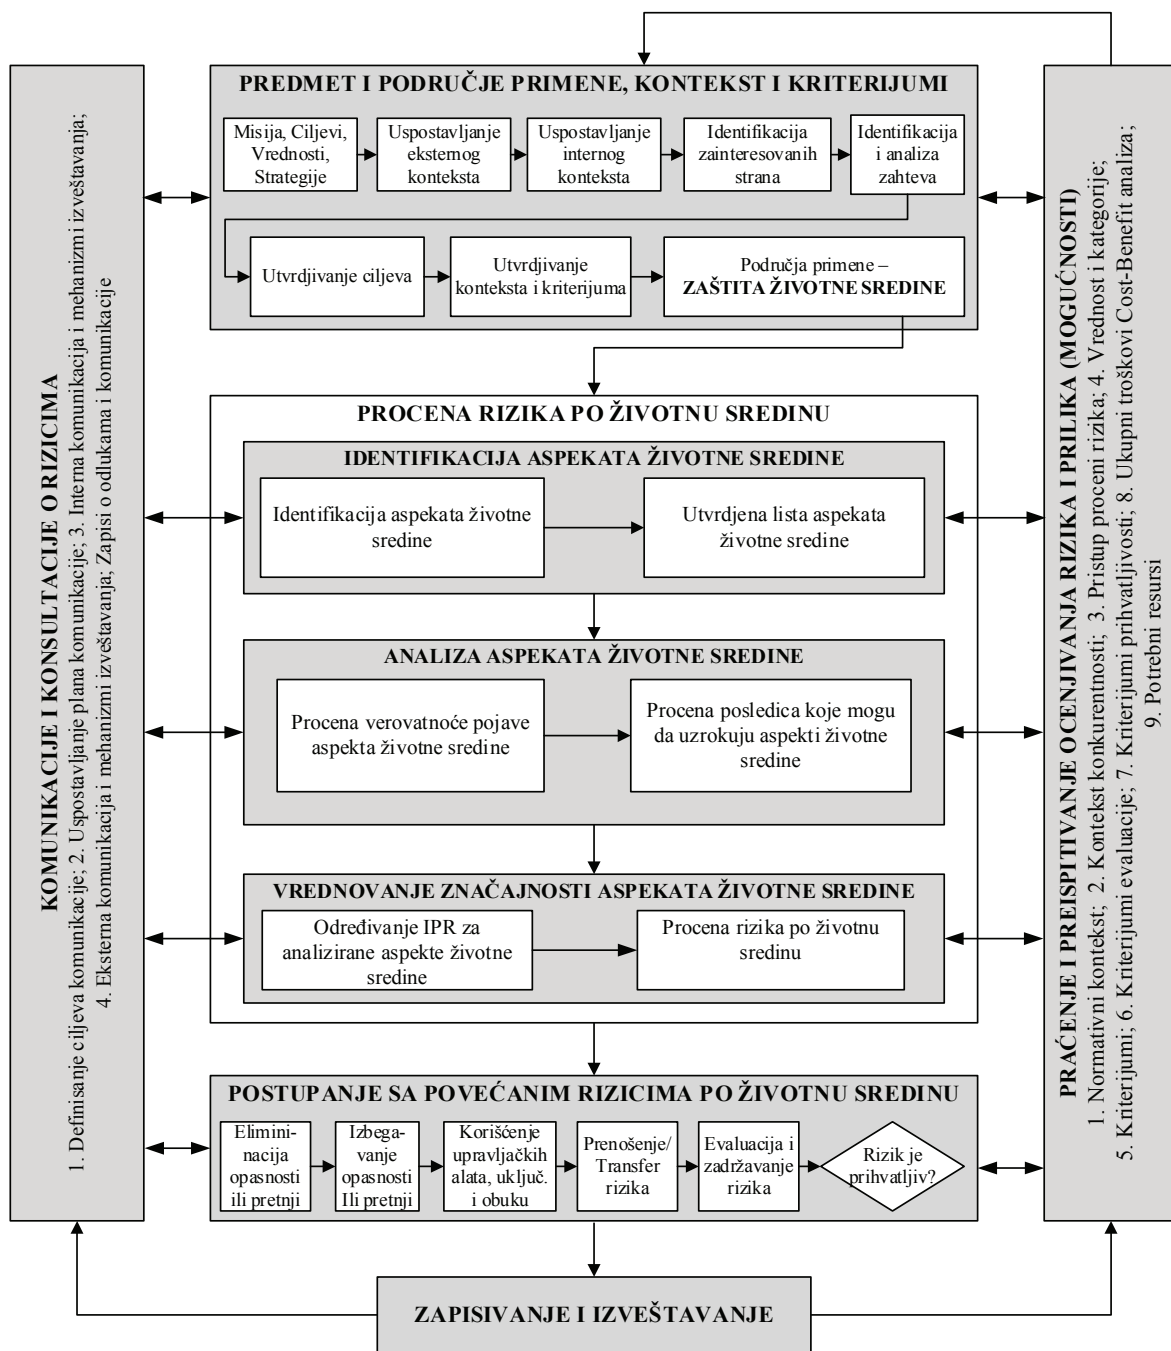 PREDMET I PODRUČJE PRIMENE, KONTEKST I KRITERIJUMI
Misija, Ciljevi,
Vrednosti,
Strategije
Uspostavljanje
eksternog
konteksta
Uspostavljanje
internog
konteksta
Identifikacija
zainteresovanih
strana
Identifikacija
i analiza
zahteva
Utvrdjivanje ciljeva
Utvrdjivanje
konteksta i kriterijuma
Područja primene –
ZAŠTITA ŽIVOTNE SREDINE
KOMUNIKACIJE I KONSULTACIJE O RIZICIMA
1. Definisanje ciljeva komunikacije; 2. Uspostavljanje plana komunikacije; 3. Interna komunikacija i mehanizmi izveštavanja;
4. Eksterna komunikacija i mehanizmi izveštavanja; Zapisi o odlukama i komunikacije
PROCENA RIZIKA PO ŽIVOTNU SREDINU
IDENTIFIKACIJA ASPEKATA ŽIVOTNE SREDINE
Identifikacija aspekata životne
sredine
Utvrdjena lista aspekata
životne sredine
ANALIZA ASPEKATA ŽIVOTNE SREDINE
Procena verovatnoće pojave
aspekta životne sredine
Procena posledica koje mogu
da uzrokuju aspekti životne
sredine
VREDNOVANJE ZNAČAJNOSTI ASPEKATA ŽIVOTNE SREDINE
Određivanje IPR za
analizirane aspekte životne
sredine
Procena rizika po životnu
sredinu
PRAĆENJE I PREISPITIVANJE OCENJIVANJA RIZIKA I PRILIKA (MOGUĆNOSTI)
1. Normativni kontekst; 2. Kontekst konkurentnosti; 3. Pristup proceni rizika; 4. Vrednost i kategorije;
5. Kriterijumi; 6. Kriterijumi evaluacije; 7. Kriterijumi prihvatljivosti; 8. Ukupni troškovi Cost-Benefit analiza;
9. Potrebni resursi
POSTUPANJE SA POVEĆANIM RIZICIMA PO ŽIVOTNU SREDINU
Elimini-
nacija
opasnosti
ili pretnji
Izbega-
vanje
opasnosti
Ili pretnji
Korišćenje
upravljačkih
alata, uključ.
i obuku
Prenošenje/
Transfer
rizika
Evaluacija i
zadržavanje
rizika
Rizik je
prihvatljiv?
ZAPISIVANJE I IZVEŠTAVANJE